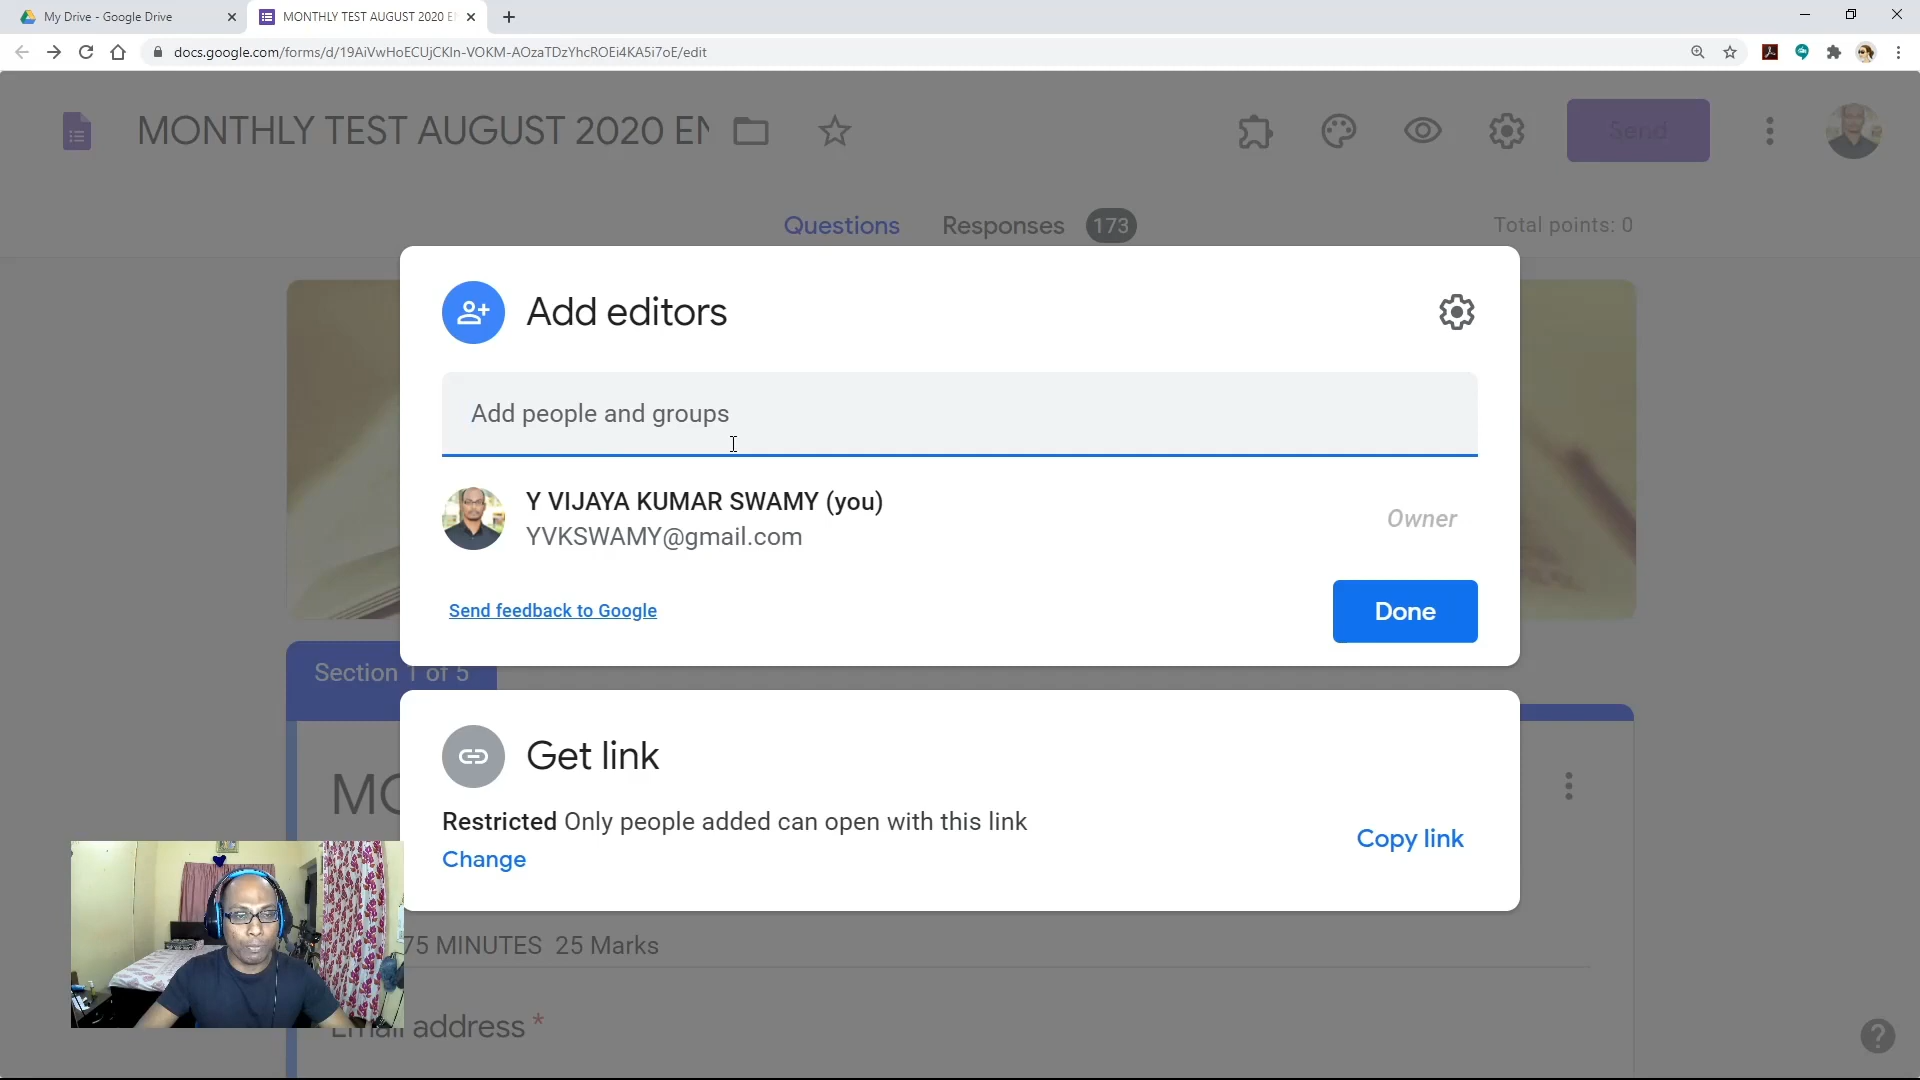 My Drive - Google Drive
MONTHLY TEST AUGUST 2020 EN
docs.google.com/forms/d/19AiVwHoECUjCKIn-VOKM-AOzaTDzYhcROEi4KA5i7oE/edit
MONTHLY TEST AUGUST 2020 EN
Send
Questions
Responses
173
Total points: 0
Add editors
Add people and groups
Y VIJAYA KUMAR SWAMY (you)
YVKSWAMY@gmail.com
Owner
Send feedback to Google
Done
Section 1 of 5
Get link
MO
Restricted Only people added can open with this link
Change
Copy link
75 MINUTES 25 Marks
Email address *